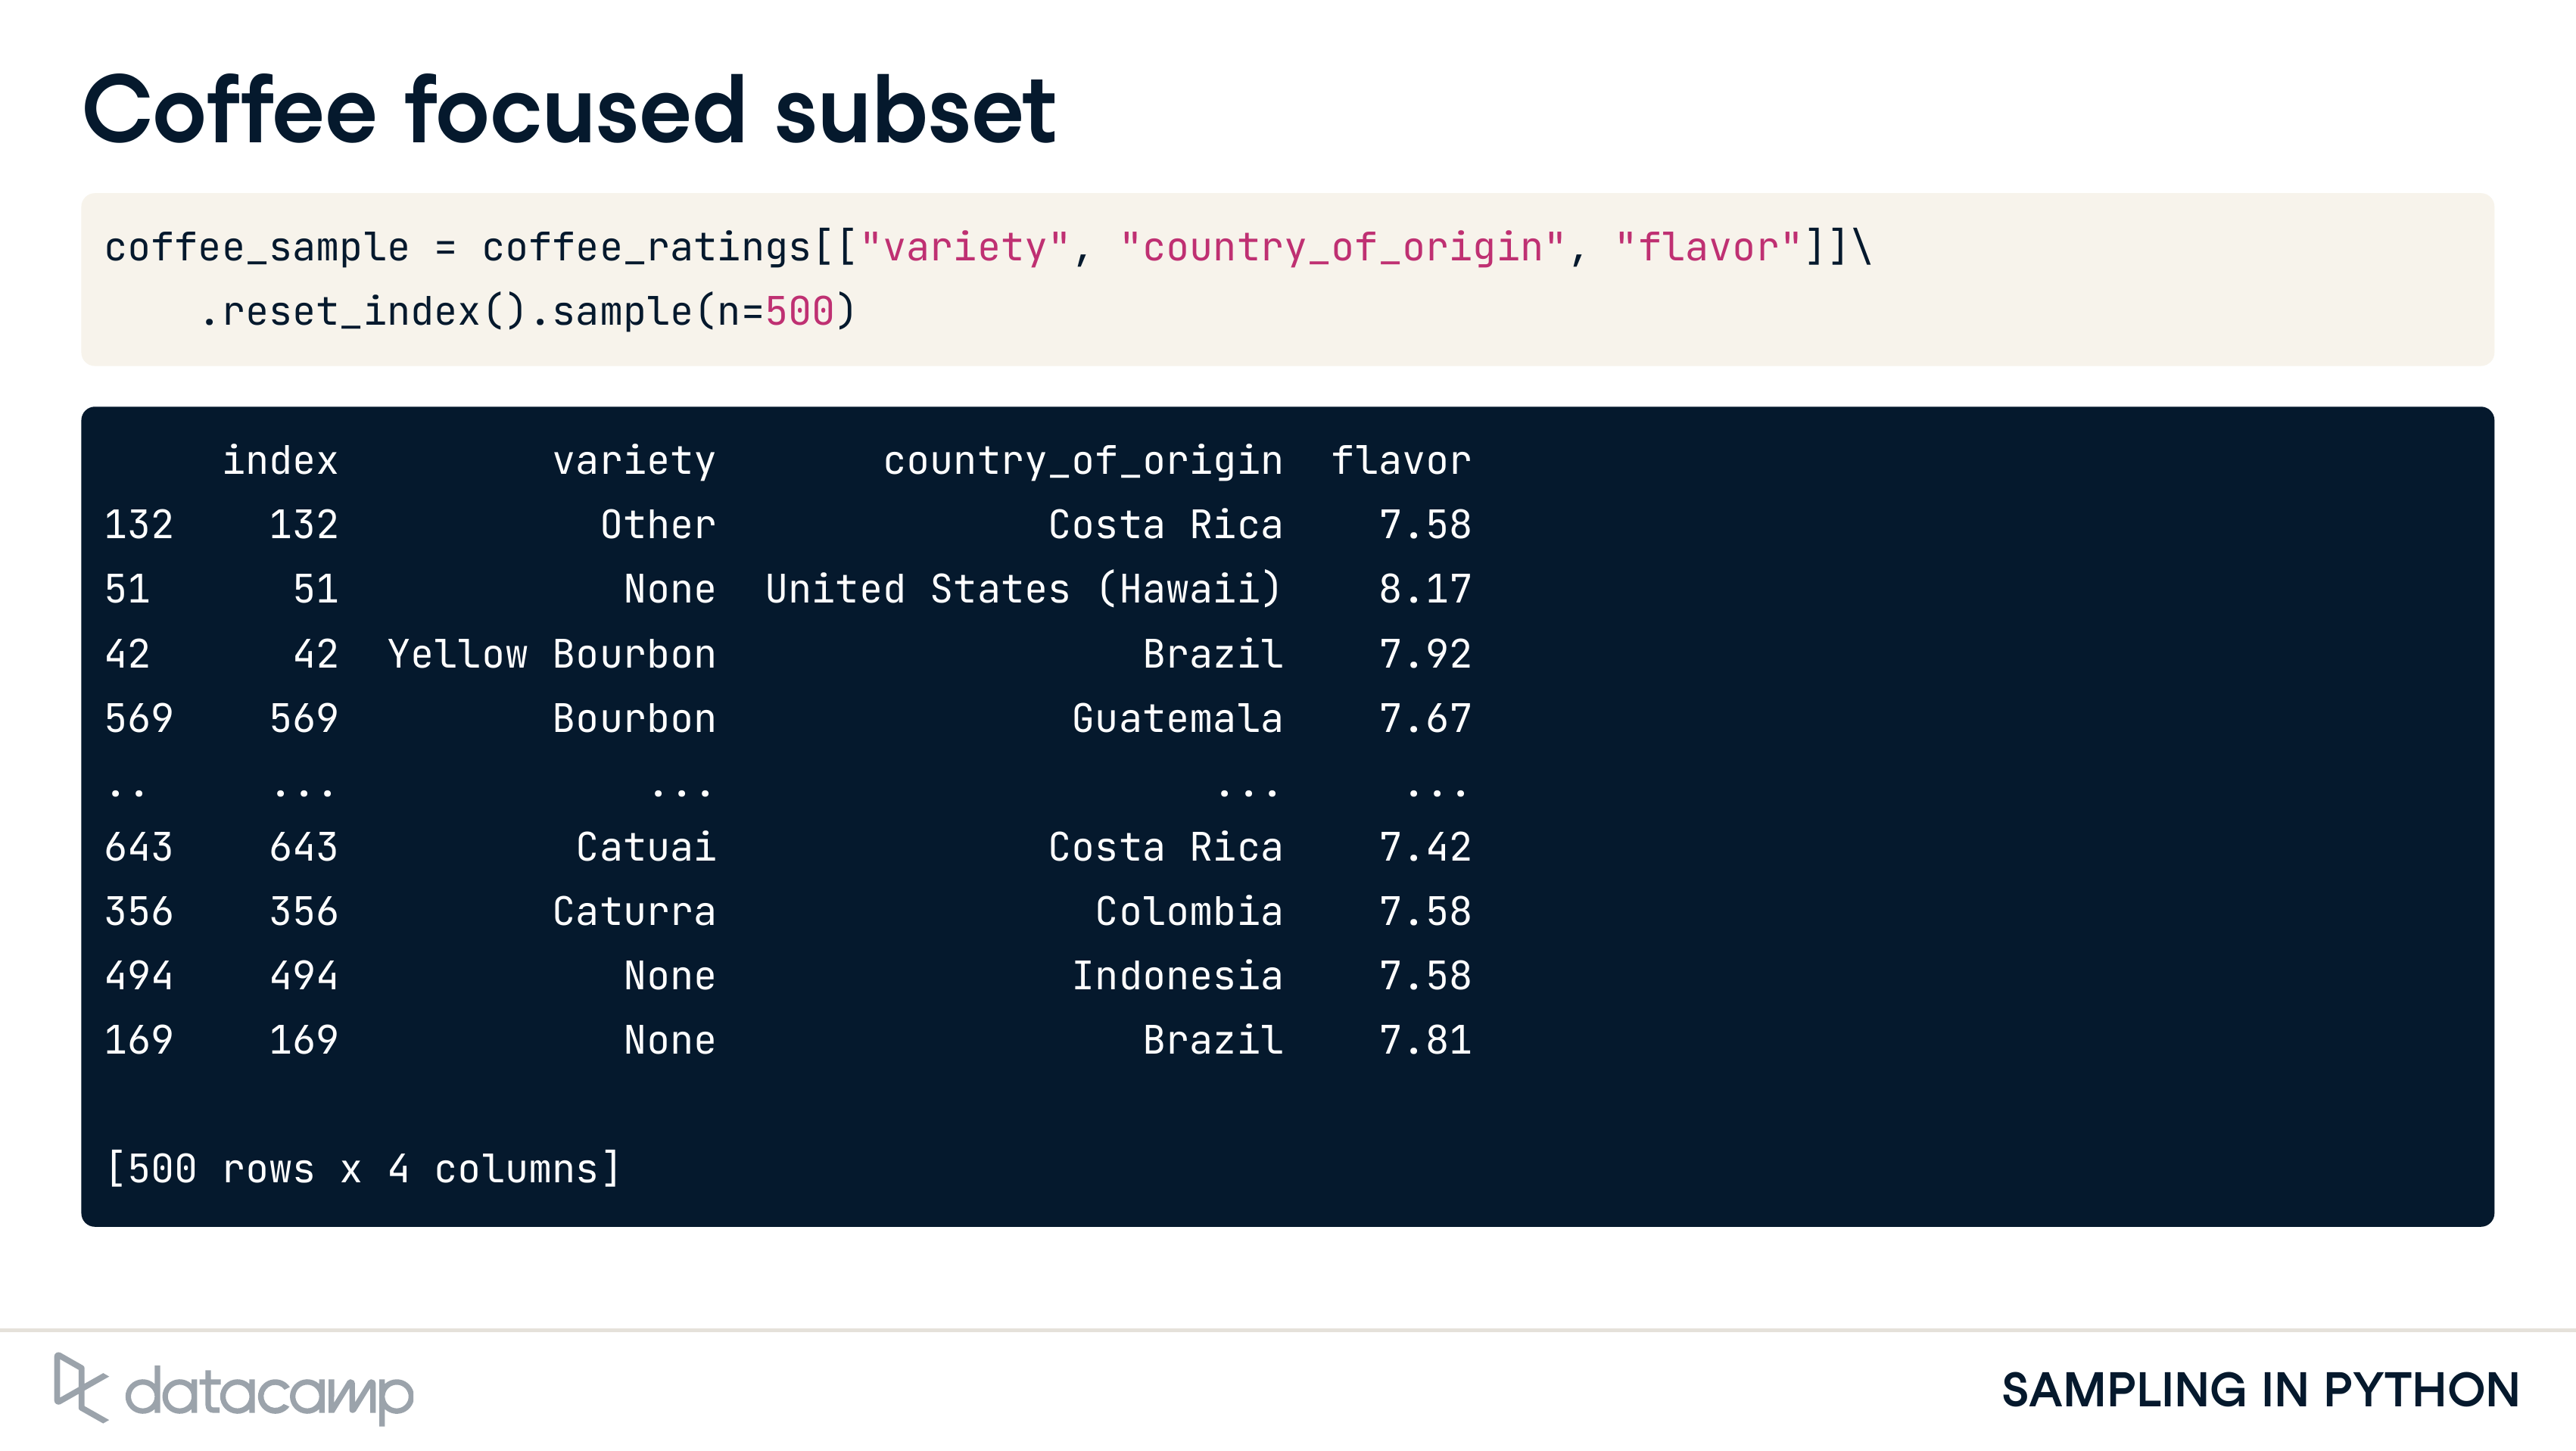 Coffee focused subset
coffee_sample = coffee_ratings[["variety", "country_of_origin", "flavor"]]\
    .reset_index().sample(n=500)
     index         variety       country_of_origin  flavor
132    132           Other              Costa Rica    7.58
51      51            None  United States (Hawaii)    8.17
42      42  Yellow Bourbon                  Brazil    7.92
569    569         Bourbon               Guatemala    7.67
..     ...             ...                     ...     ...
643    643          Catuai              Costa Rica    7.42
356    356         Caturra                Colombia    7.58
494    494            None               Indonesia    7.58
169    169            None                  Brazil    7.81
[500 rows x 4 columns]
datacamp
SAMPLING IN PYTHON